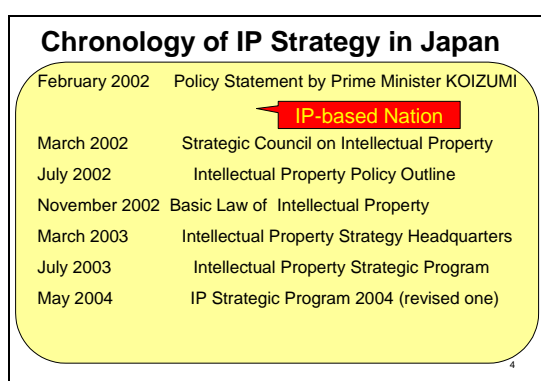 Chronology of IP Strategy in Japan
February 2002 Policy Statement by Prime Minister KOIZUMI
IP-based Nation
March 2002 Strategic Council on Intellectual Property
July 2002 Intellectual Property Policy Outline
November 2002 Basic Law of Intellectual Property
March 2003 Intellectual Property Strategy Headquarters
July 2003 Intellectual Property Strategic Program
May 2004 IP Strategic Program 2004 (revised one)
4